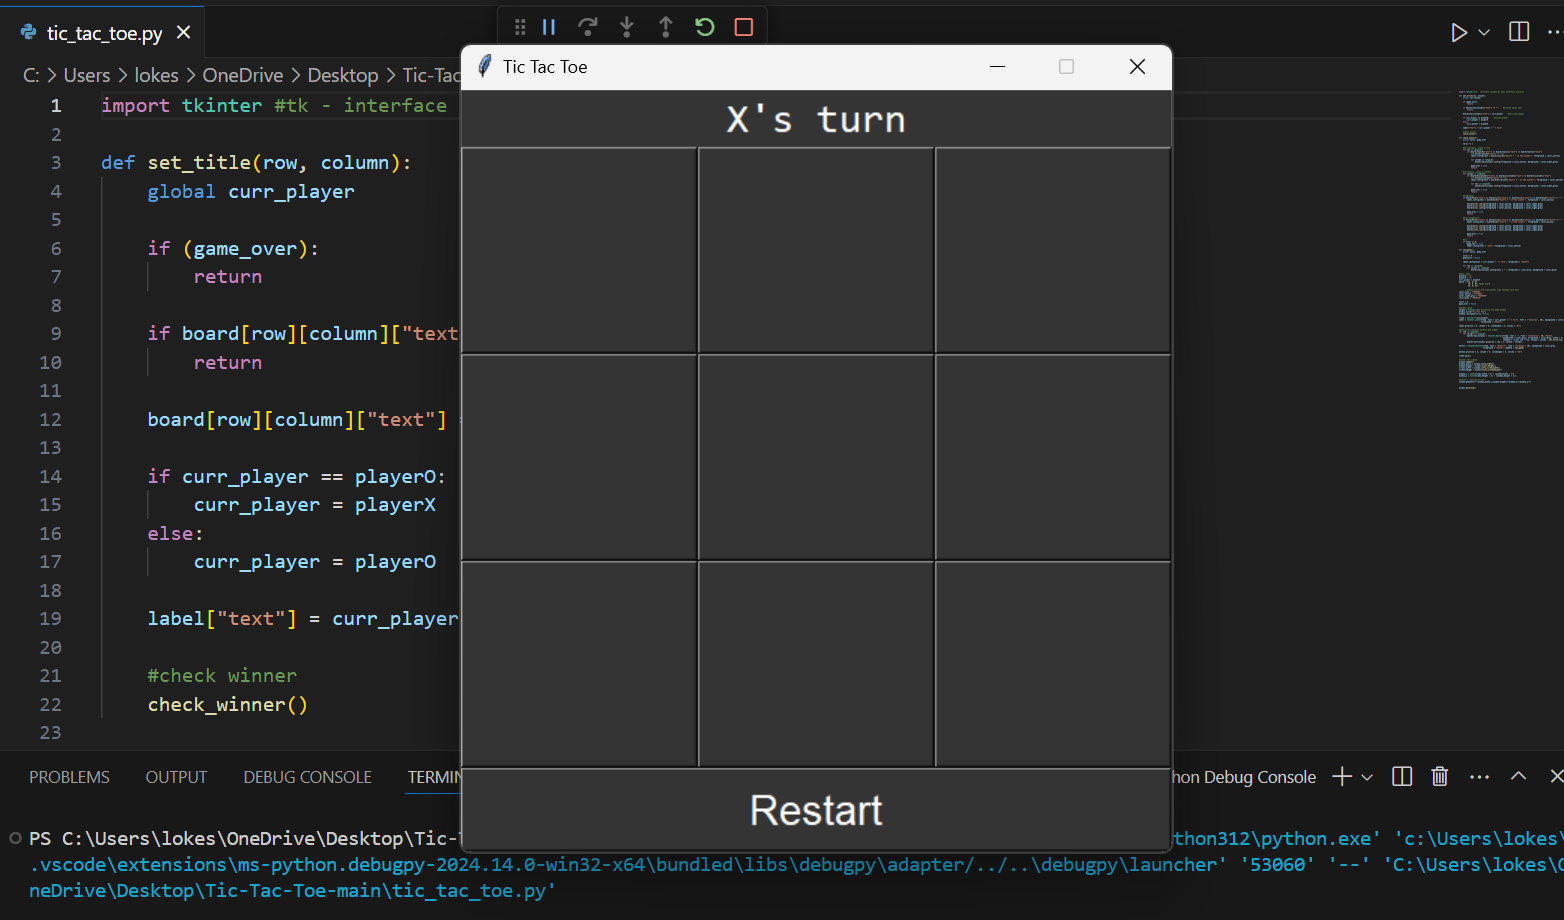 tic_tac_toe.py
C: > Users > lokes > OneDrive > Desktop > Tic-Tac
1 import tkinter #tk - interface
2
3 def set_title(row, column):
4 global curr_player
5
6 if (game_over):
7 return
8
9 if board[row][column]["text
10 return
11
12 board[row][column]["text"] =
13
14 if curr_player == playerO:
15 curr_player = playerX
16 else:
17 curr_player = playerO
18
19 label["text"] = curr_player
20
21 #check winner
22 check_winner()
23
Tic Tac Toe
X's turn
Restart
PROBLEMS OUTPUT DEBUG CONSOLE TERMIN hon Debug Console
PS C:\Users\lokes\OneDrive\Desktop\Tic- thon312\python.exe' 'c:\Users\lokes\
.vscode\extensions\ms-python.debugpy-2024.14.0-win32-x64\bundled\libs\debugpy\adapter/../..\debugpy\launcher' '53060' '--' 'C:\Users\lokes\O
neDrive\Desktop\Tic-Tac-Toe-main\tic_tac_toe.py'